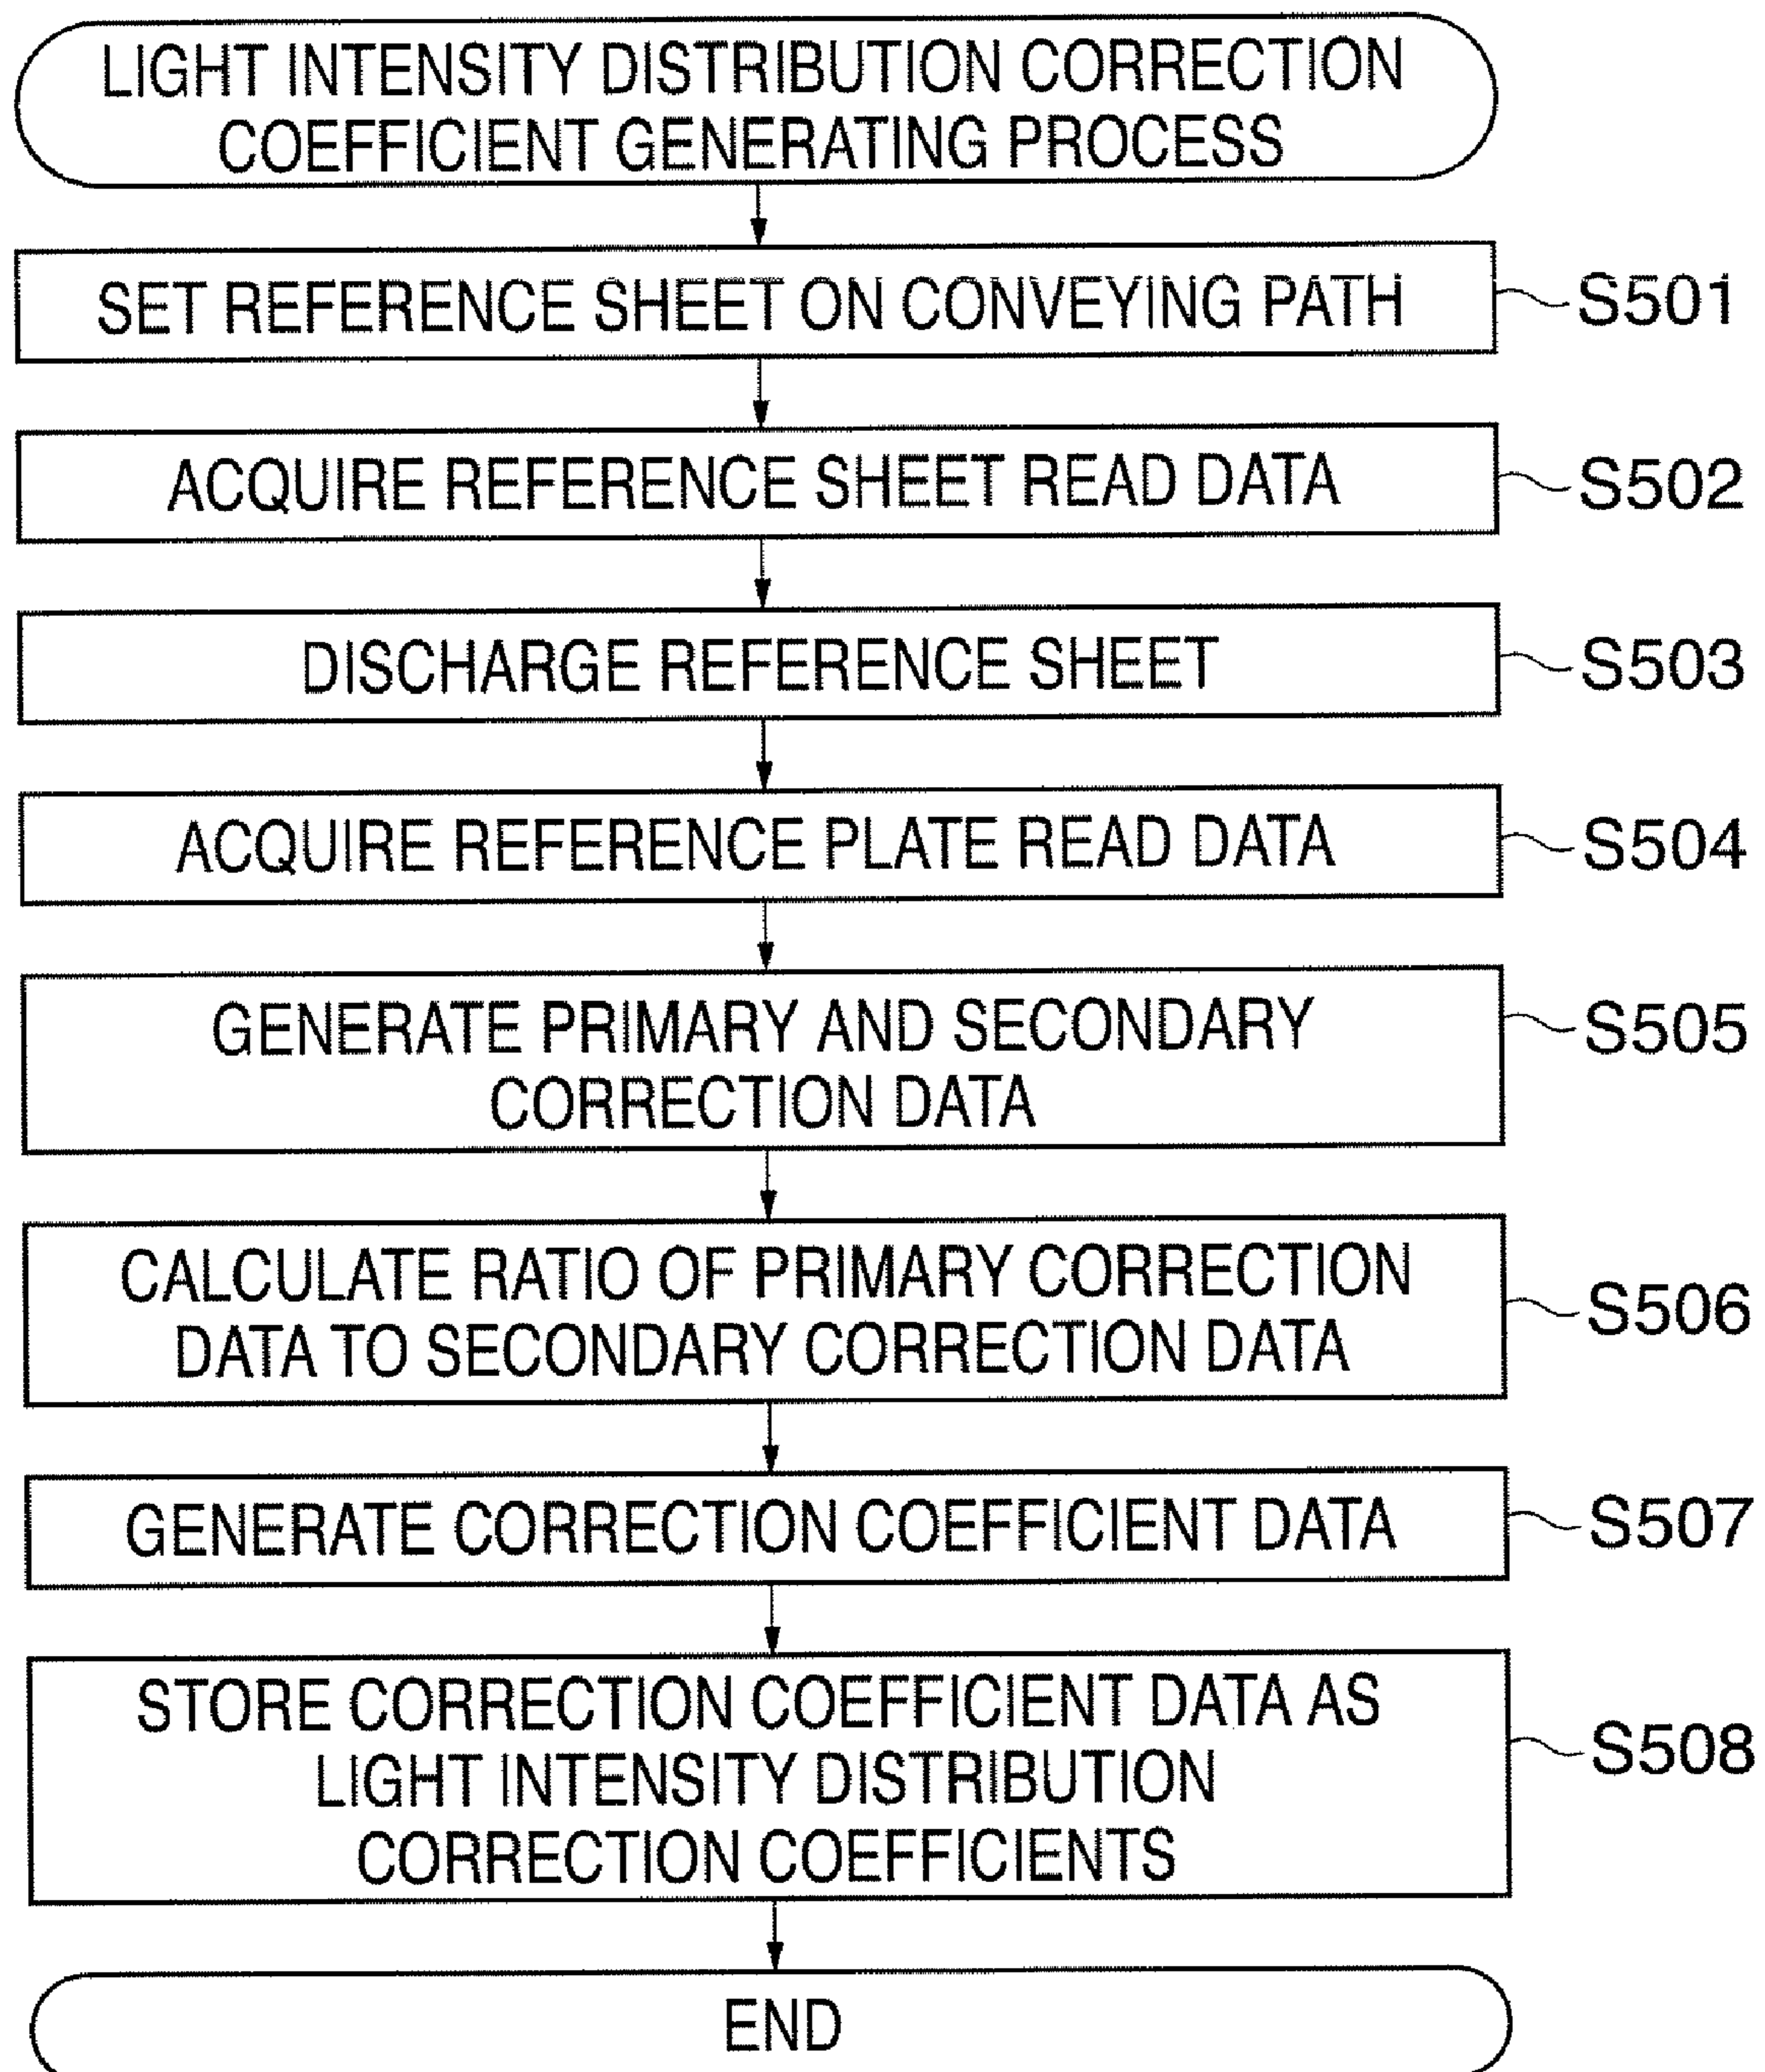 LIGHT INTENSITY DISTRIBUTION CORRECTION
COEFFICIENT GENERATING PROCESS
SET REFERENCE SHEET ON CONVEYING PATH
S501
ACQUIRE REFERENCE SHEET READ DATA
S502
DISCHARGE REFERENCE SHEET
S503
ACQUIRE REFERENCE PLATE READ DATA
S504
GENERATE PRIMARY AND SECONDARY
CORRECTION DATA
S505
CALCULATE RATIO OF PRIMARY CORRECTION
DATA TO SECONDARY CORRECTION DATA
S506
GENERATE CORRECTION COEFFICIENT DATA
S507
STORE CORRECTION COEFFICIENT DATA AS
LIGHT INTENSITY DISTRIBUTION
CORRECTION COEFFICIENTS
S508
END